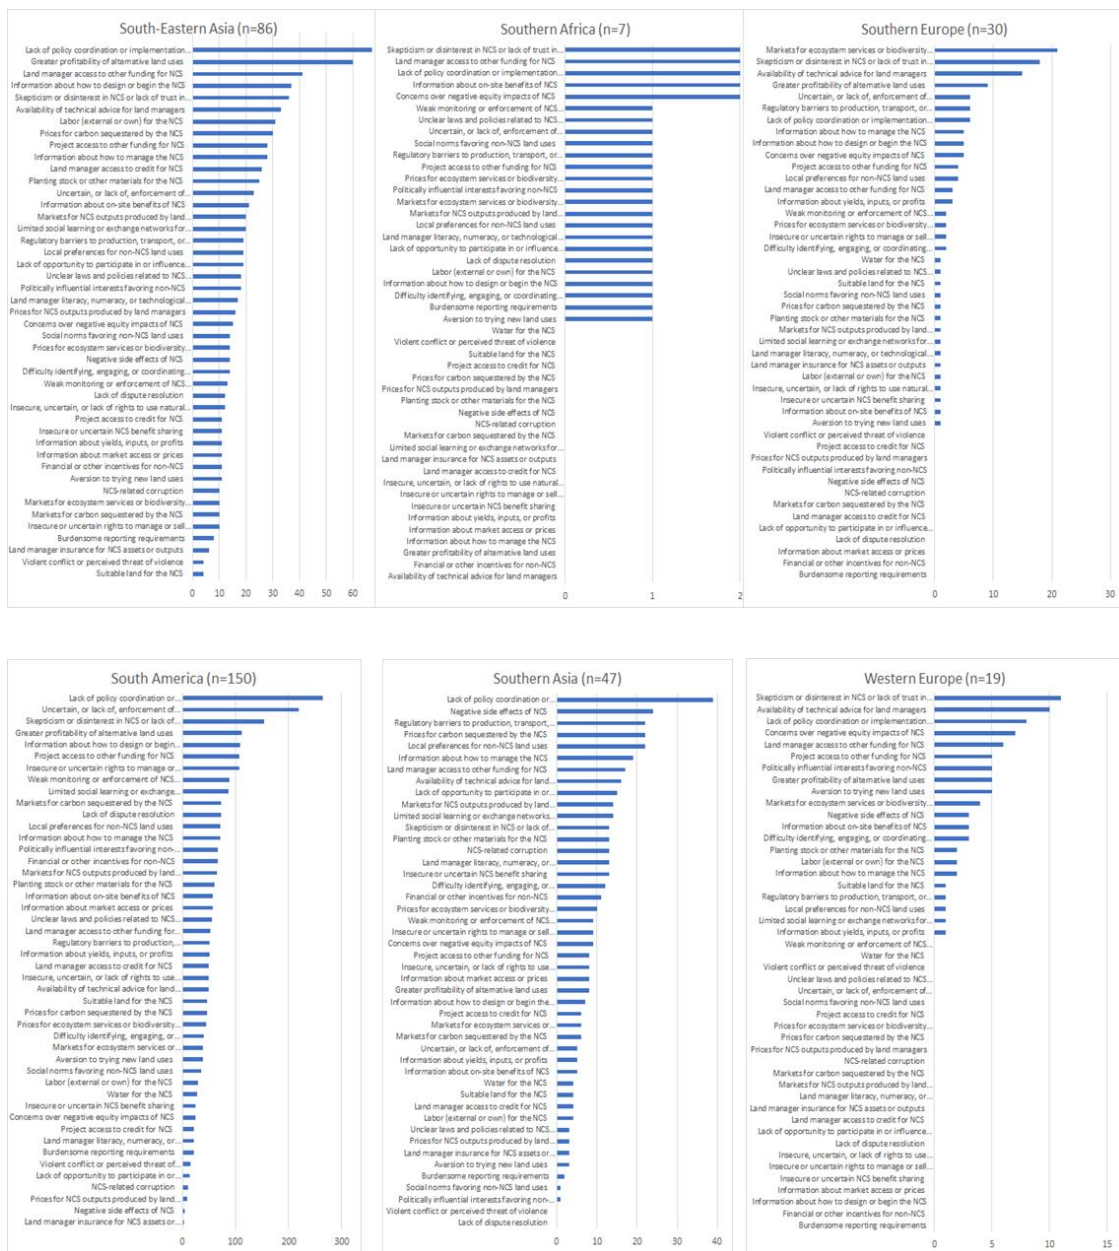 South-Eastern Asia (n=86)
Lack of policy coordination or implementation...
Greater profitability of alternative land uses
Land manager access to other funding for NCS
Information about how to design or begin the NCS
Skepticism or disinterest in NCS or lack of trust in...
Availability of technical advice for land managers
Labor (external or own) for the NCS
Prices for carbon sequestered by the NCS
Project access to other funding for NCS
Information about how to manage the NCS
Land manager access to credit for NCS
Planting stock or other materials for the NCS
Uncertain, or lack of, enforcement of...
Information about on-site benefits of NCS
Markets for NCS outputs produced by land...
Limited social learning or exchange networks for...
Regulatory barriers to production, transport, or...
Local preferences for non-NCS land uses
Lack of opportunity to participate in or influence...
Unclear laws and policies related to NCS...
Politically influential interests favoring non-NCS
Land manager literacy, numeracy, or technological...
Prices for NCS outputs produced by land managers
Concerns over negative equity impacts of NCS
Social norms favoring non-NCS land uses
Prices for ecosystem services or biodiversity...
Negative side effects of NCS
Difficulty identifying, engaging, or coordinating...
Weak monitoring or enforcement of NCS...
Lack of dispute resolution
Insecure, uncertain, or lack of rights to use natural...
Project access to credit for NCS
Insecure or uncertain NCS benefit sharing
Information about yields, inputs, or profits
Information about market access or prices
Financial or other incentives for non-NCS
Aversion to trying new land uses
NCS-related corruption
Markets for ecosystem services or biodiversity...
Markets for carbon sequestered by the NCS
Insecure or uncertain rights to manage or sell...
Burdensome reporting requirements
Land manager insurance for NCS assets or outputs
Violent conflict or perceived threat of violence
Suitable land for the NCS
0 10 20 30 40 50 60
Southern Africa (n=7)
Skepticism or disinterest in NCS or lack of trust in...
Land manager access to other funding for NCS
Lack of policy coordination or implementation...
Information about on-site benefits of NCS
Concerns over negative equity impacts of NCS
Weak monitoring or enforcement of NCS...
Unclear laws and policies related to NCS...
Uncertain, or lack of, enforcement of...
Social norms favoring non-NCS land uses
Regulatory barriers to production, transport, or...
Project access to other funding for NCS
Prices for ecosystem services or biodiversity...
Politically influential interests favoring non-NCS
Markets for ecosystem services or biodiversity...
Markets for NCS outputs produced by land...
Local preferences for non-NCS land uses
Land manager literacy, numeracy, or technological...
Lack of opportunity to participate in or influence...
Lack of dispute resolution
Labor (external or own) for the NCS
Information about how to design or begin the NCS
Difficulty identifying, engaging, or coordinating...
Burdensome reporting requirements
Aversion to trying new land uses
Water for the NCS
Violent conflict or perceived threat of violence
Suitable land for the NCS
Project access to credit for NCS
Prices for carbon sequestered by the NCS
Prices for NCS outputs produced by land managers
Planting stock or other materials for the NCS
Negative side effects of NCS
NCS-related corruption
Markets for carbon sequestered by the NCS
Limited social learning or exchange networks for...
Land manager insurance for NCS assets or outputs
Land manager access to credit for NCS
Insecure, uncertain, or lack of rights to use natural...
Insecure or uncertain rights to manage or sell...
Insecure or uncertain NCS benefit sharing
Information about yields, inputs, or profits
Information about market access or prices
Information about how to manage the NCS
Greater profitability of alternative land uses
Financial or other incentives for non-NCS
Availability of technical advice for land managers
0 1 2
Southern Europe (n=30)
Markets for ecosystem services or biodiversity...
Skepticism or disinterest in NCS or lack of trust in...
Availability of technical advice for land managers
Greater profitability of alternative land uses
Uncertain, or lack of, enforcement of...
Regulatory barriers to production, transport, or...
Lack of policy coordination or implementation...
Information about how to manage the NCS
Information about how to design or begin the NCS
Concerns over negative equity impacts of NCS
Project access to other funding for NCS
Local preferences for non-NCS land uses
Land manager access to other funding for NCS
Information about yields, inputs, or profits
Weak monitoring or enforcement of NCS...
Prices for ecosystem services or biodiversity...
Insecure or uncertain rights to manage or sell...
Difficulty identifying, engaging, or coordinating...
Water for the NCS
Unclear laws and policies related to NCS...
Suitable land for the NCS
Social norms favoring non-NCS land uses
Prices for carbon sequestered by the NCS
Planting stock or other materials for the NCS
Markets for NCS outputs produced by land...
Limited social learning or exchange networks for...
Land manager literacy, numeracy, or technological...
Land manager insurance for NCS assets or outputs
Labor (external or own) for the NCS
Insecure, uncertain, or lack of rights to use natural...
Insecure or uncertain NCS benefit sharing
Information about on-site benefits of NCS
Aversion to trying new land uses
Violent conflict or perceived threat of violence
Project access to credit for NCS
Prices for NCS outputs produced by land managers
Politically influential interests favoring non-NCS
Negative side effects of NCS
NCS-related corruption
Markets for carbon sequestered by the NCS
Land manager access to credit for NCS
Lack of opportunity to participate in or influence...
Lack of dispute resolution
Information about market access or prices
Financial or other incentives for non-NCS
Burdensome reporting requirements
0 10 20 30
South America (n=150)
Lack of policy coordination or...
Uncertain, or lack of, enforcement of...
Skepticism or disinterest in NCS or lack of...
Greater profitability of alternative land uses
Information about how to design or begin...
Project access to other funding for NCS
Insecure or uncertain rights to manage or...
Weak monitoring or enforcement of NCS...
Limited social learning or exchange...
Markets for carbon sequestered by the NCS
Lack of dispute resolution
Local preferences for non-NCS land uses
Information about how to manage the NCS
Politically influential interests favoring non-...
Financial or other incentives for non-NCS
Markets for NCS outputs produced by land...
Planting stock or other materials for the NCS
Information about on-site benefits of NCS
Information about market access or prices
Unclear laws and policies related to NCS...
Land manager access to other funding for...
Regulatory barriers to production,...
Information about yields, inputs, or profits
Land manager access to credit for NCS
Insecure, uncertain, or lack of rights to use...
Availability of technical advice for land...
Suitable land for the NCS
Prices for carbon sequestered by the NCS
Prices for ecosystem services or biodiversity...
Difficulty identifying, engaging, or...
Markets for ecosystem services or...
Aversion to trying new land uses
Social norms favoring non-NCS land uses
Labor (external or own) for the NCS
Water for the NCS
Insecure or uncertain NCS benefit sharing
Concerns over negative equity impacts of NCS
Project access to credit for NCS
Land manager literacy, numeracy, or...
Burdensome reporting requirements
Violent conflict or perceived threat of...
Lack of opportunity to participate in or...
NCS-related corruption
Prices for NCS outputs produced by land...
Negative side effects of NCS
Land manager insurance for NCS assets or...
0 100 200 300
Southern Asia (n=47)
Lack of policy coordination or...
Negative side effects of NCS
Regulatory barriers to production, transport,...
Prices for carbon sequestered by the NCS
Local preferences for non-NCS land uses
Information about how to manage the NCS
Land manager access to other funding for NCS
Availability of technical advice for land...
Lack of opportunity to participate in or...
Markets for NCS outputs produced by land...
Limited social learning or exchange networks...
Skepticism or disinterest in NCS or lack of...
Planting stock or other materials for the NCS
NCS-related corruption
Land manager literacy, numeracy, or...
Insecure or uncertain NCS benefit sharing
Difficulty identifying, engaging, or...
Financial or other incentives for non-NCS
Prices for ecosystem services or biodiversity...
Weak monitoring or enforcement of NCS...
Insecure or uncertain rights to manage or sell...
Concerns over negative equity impacts of NCS
Project access to other funding for NCS
Insecure, uncertain, or lack of rights to use...
Information about market access or prices
Greater profitability of alternative land uses
Information about how to design or begin the...
Project access to credit for NCS
Markets for ecosystem services or...
Markets for carbon sequestered by the NCS
Uncertain, or lack of, enforcement of...
Information about yields, inputs, or profits
Information about on-site benefits of NCS
Water for the NCS
Suitable land for the NCS
Land manager access to credit for NCS
Labor (external or own) for the NCS
Unclear laws and policies related to NCS...
Prices for NCS outputs produced by land...
Land manager insurance for NCS assets or...
Aversion to trying new land uses
Burdensome reporting requirements
Social norms favoring non-NCS land uses
Politically influential interests favoring non-...
Violent conflict or perceived threat of violence
Lack of dispute resolution
0 10 20 30 40
Western Europe (n=19)
Skepticism or disinterest in NCS or lack of trust in...
Availability of technical advice for land managers
Lack of policy coordination or implementation...
Concerns over negative equity impacts of NCS
Land manager access to other funding for NCS
Project access to other funding for NCS
Politically influential interests favoring non-NCS
Greater profitability of alternative land uses
Aversion to trying new land uses
Markets for ecosystem services or biodiversity...
Negative side effects of NCS
Information about on-site benefits of NCS
Difficulty identifying, engaging, or coordinating...
Planting stock or other materials for the NCS
Labor (external or own) for the NCS
Information about how to manage the NCS
Suitable land for the NCS
Regulatory barriers to production, transport, or...
Local preferences for non-NCS land uses
Limited social learning or exchange networks for...
Information about yields, inputs, or profits
Weak monitoring or enforcement of NCS...
Water for the NCS
Violent conflict or perceived threat of violence
Unclear laws and policies related to NCS...
Uncertain, or lack of, enforcement of...
Social norms favoring non-NCS land uses
Project access to credit for NCS
Prices for ecosystem services or biodiversity...
Prices for carbon sequestered by the NCS
Prices for NCS outputs produced by land managers
NCS-related corruption
Markets for carbon sequestered by the NCS
Markets for NCS outputs produced by land...
Land manager literacy, numeracy, or...
Land manager insurance for NCS assets or outputs
Land manager access to credit for NCS
Lack of opportunity to participate in or influence...
Lack of dispute resolution
Insecure, uncertain, or lack of rights to use...
Insecure or uncertain rights to manage or sell...
Insecure or uncertain NCS benefit sharing
Information about market access or prices
Information about how to design or begin the NCS
Financial or other incentives for non-NCS
Burdensome reporting requirements
0 5 10 15